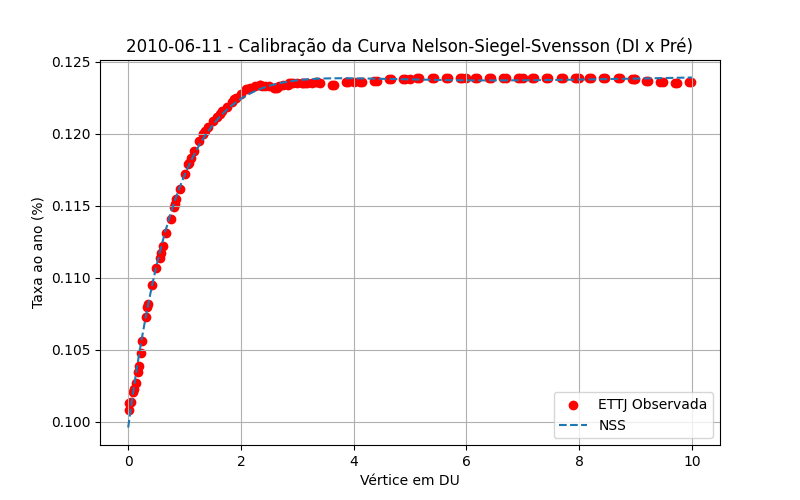 2010-06-11 - Calibração da Curva Nelson-Siegel-Svensson (DI x Pré)
Taxa ao ano (%)
0.125
0.120
0.115
0.110
0.105
0.100
ETTJ Observada
NSS
0 2 4 6 8 10
Vértice em DU